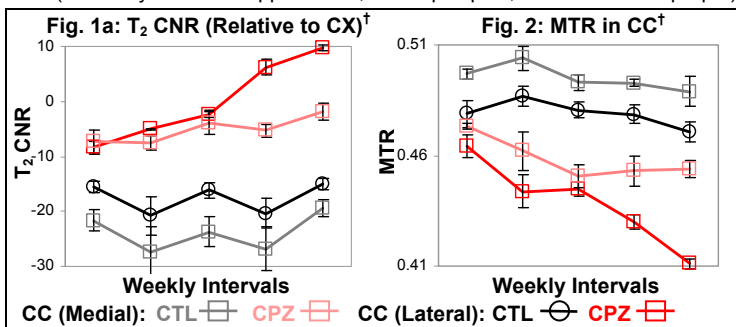 Fig. 1a: T₂ CNR (Relative to CX)† Fig. 2: MTR in CC†
10
0
-10
-20
-30
T₂ CNR
Weekly Intervals
0.51
0.46
0.41
MTR
Weekly Intervals
CC (Medial): CTL CPZ CC (Lateral): CTL CPZ